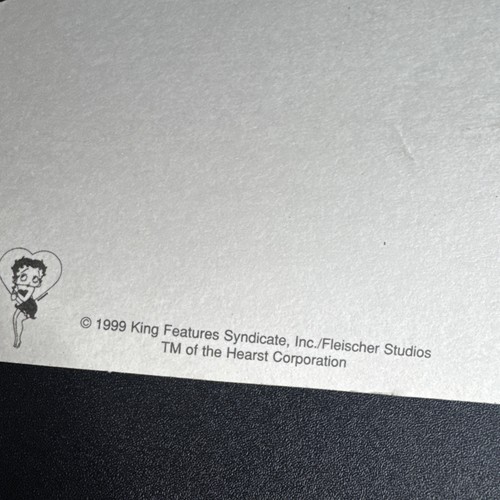 © 1999 King Features Syndicate, Inc./Fleischer Studios
TM of the Hearst Corporation